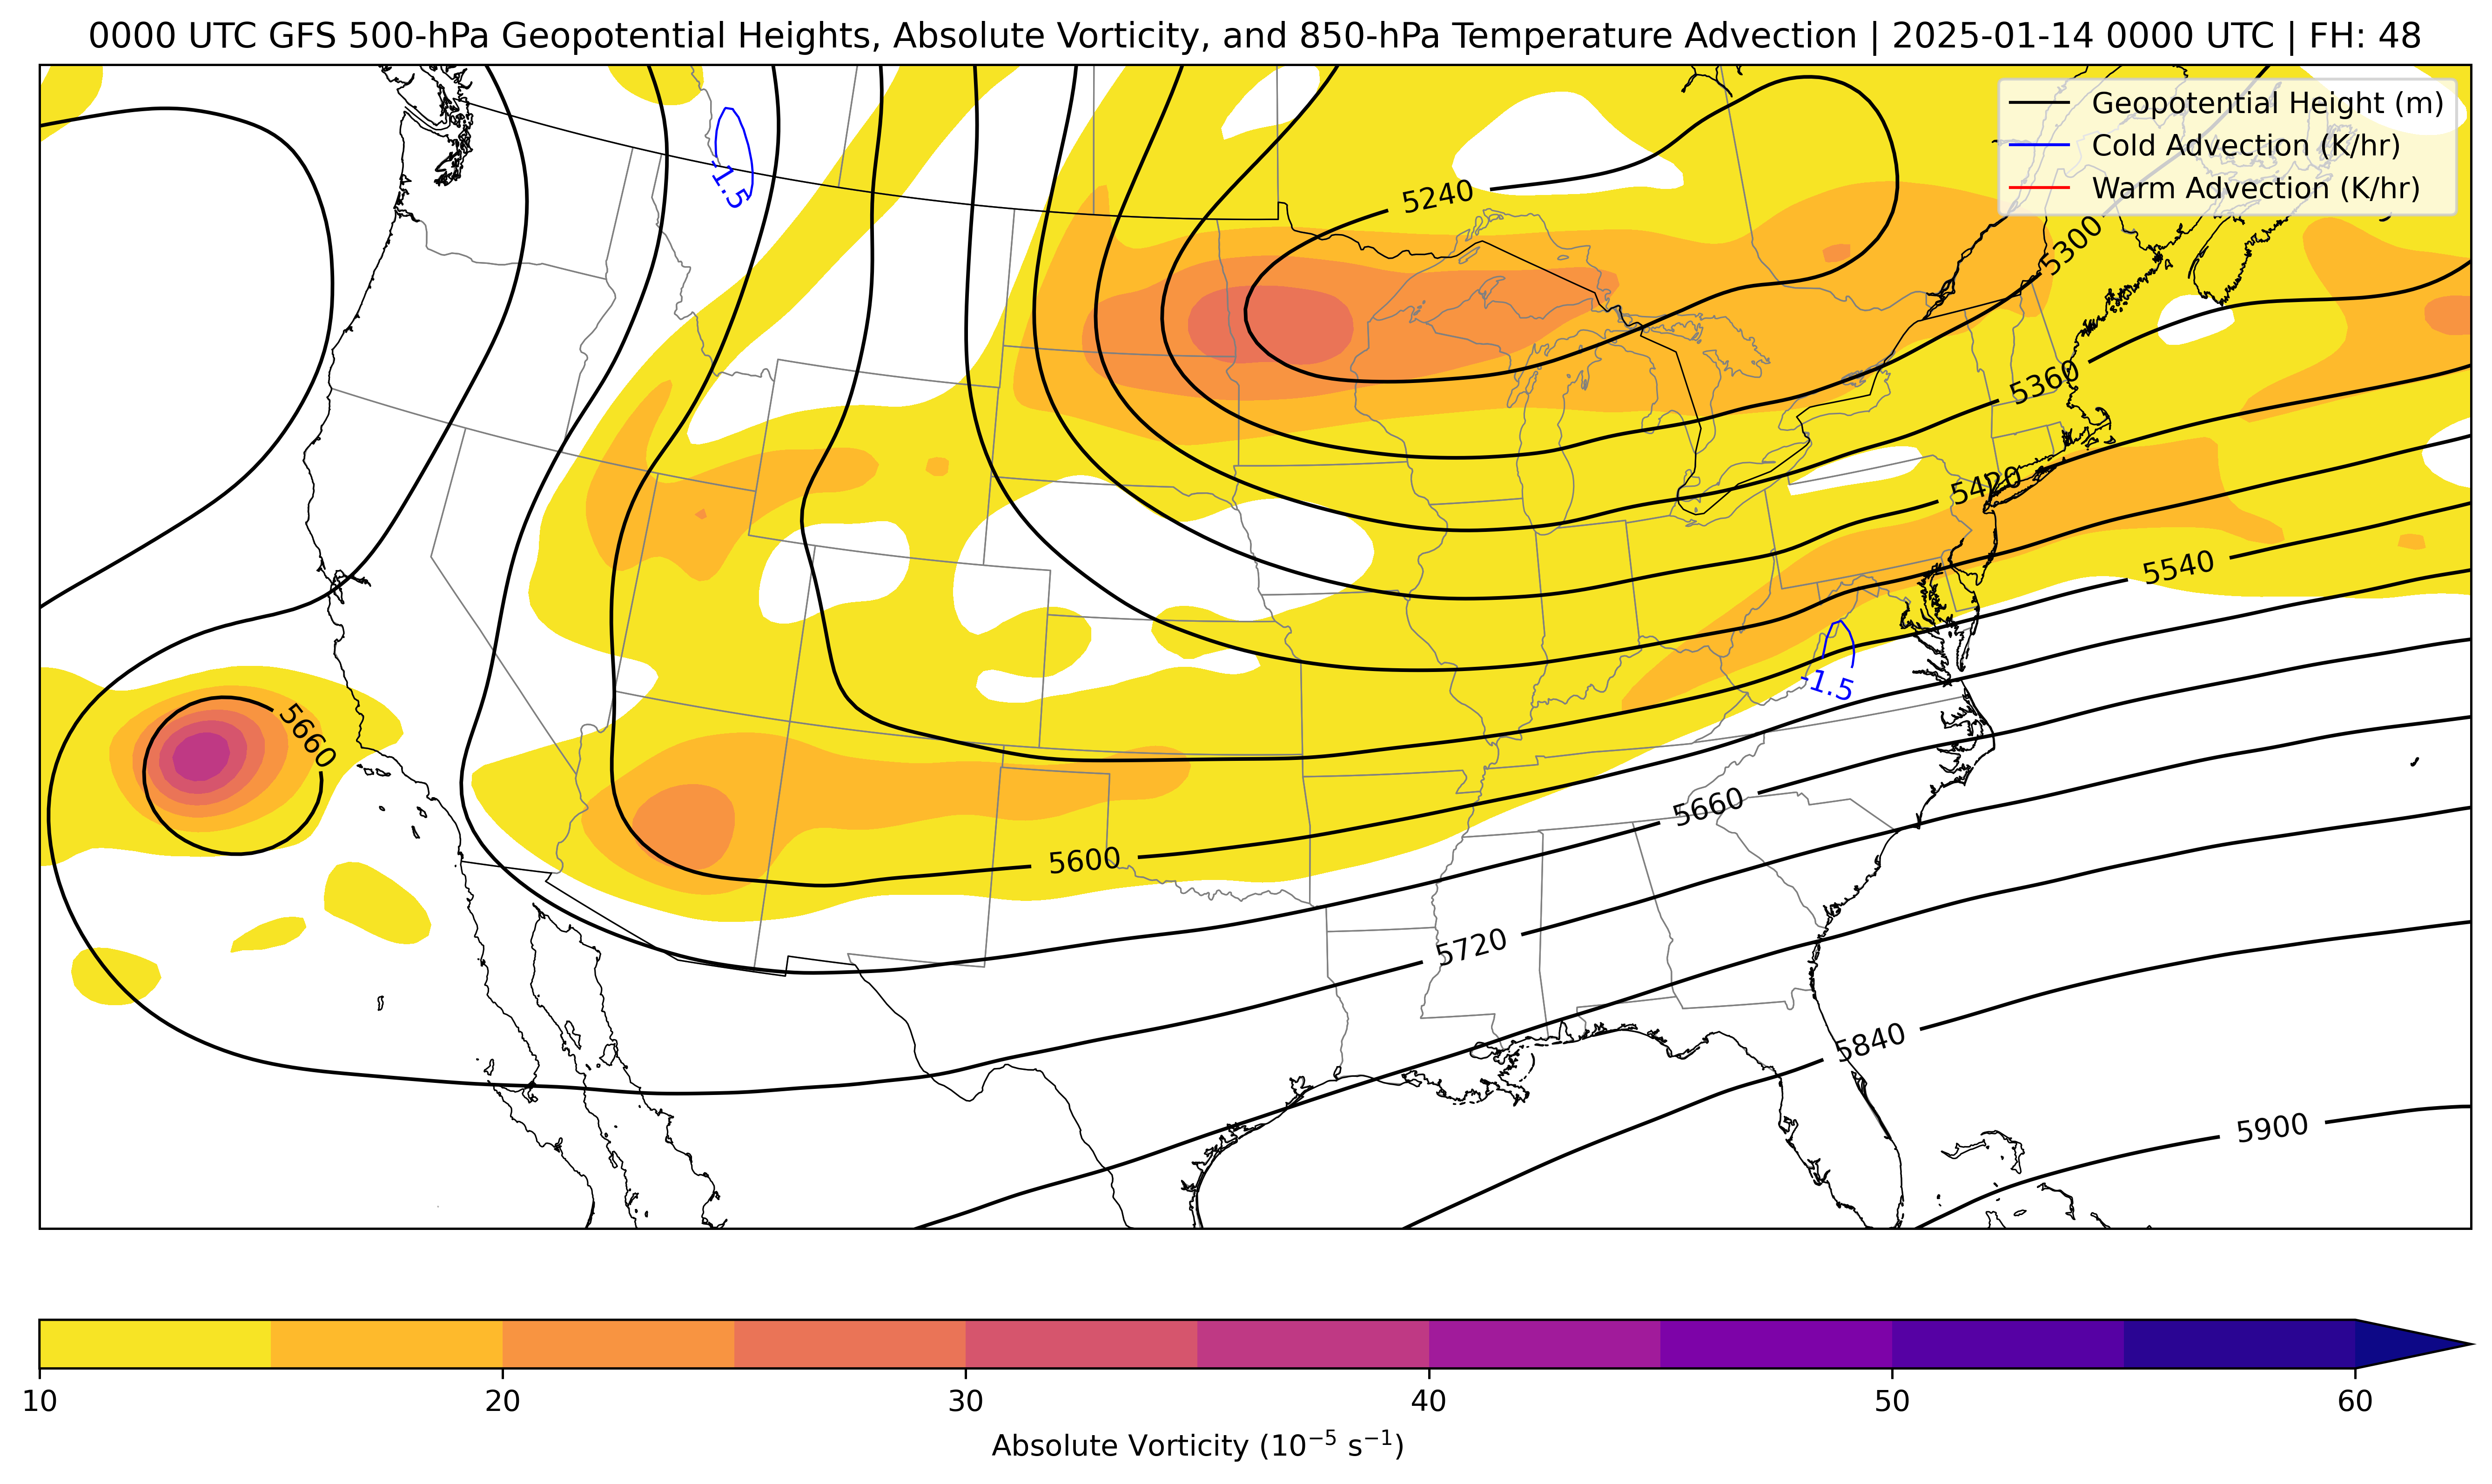 0000 UTC GFS 500-hPa Geopotential Heights, Absolute Vorticity, and 850-hPa Temperature Advection | 2025-01-14 0000 UTC | FH: 48
Geopotential Height (m)
Cold Advection (K/hr)
Warm Advection (K/hr)
-1.5
5240
5300
5360
5420
5540
5660
-1.5
5660
5600
5720
5840
5900
10 20 30 40 50 60
Absolute Vorticity (10⁻⁵ s⁻¹)